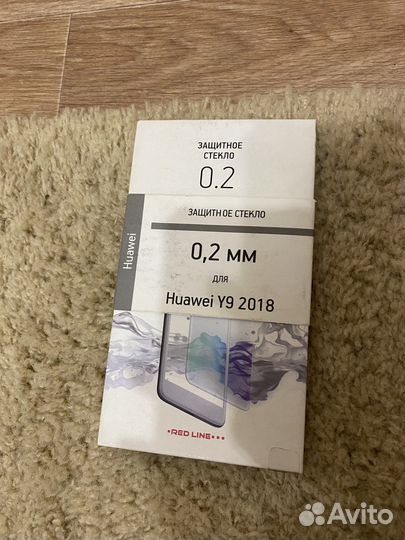 ЗАЩИТНОЕ
СТЕКЛО
0.2
ЗАЩИТНОЕ СТЕКЛО
Huawei
0,2 мм
для
Huawei Y9 2018
RED LINE
Avito